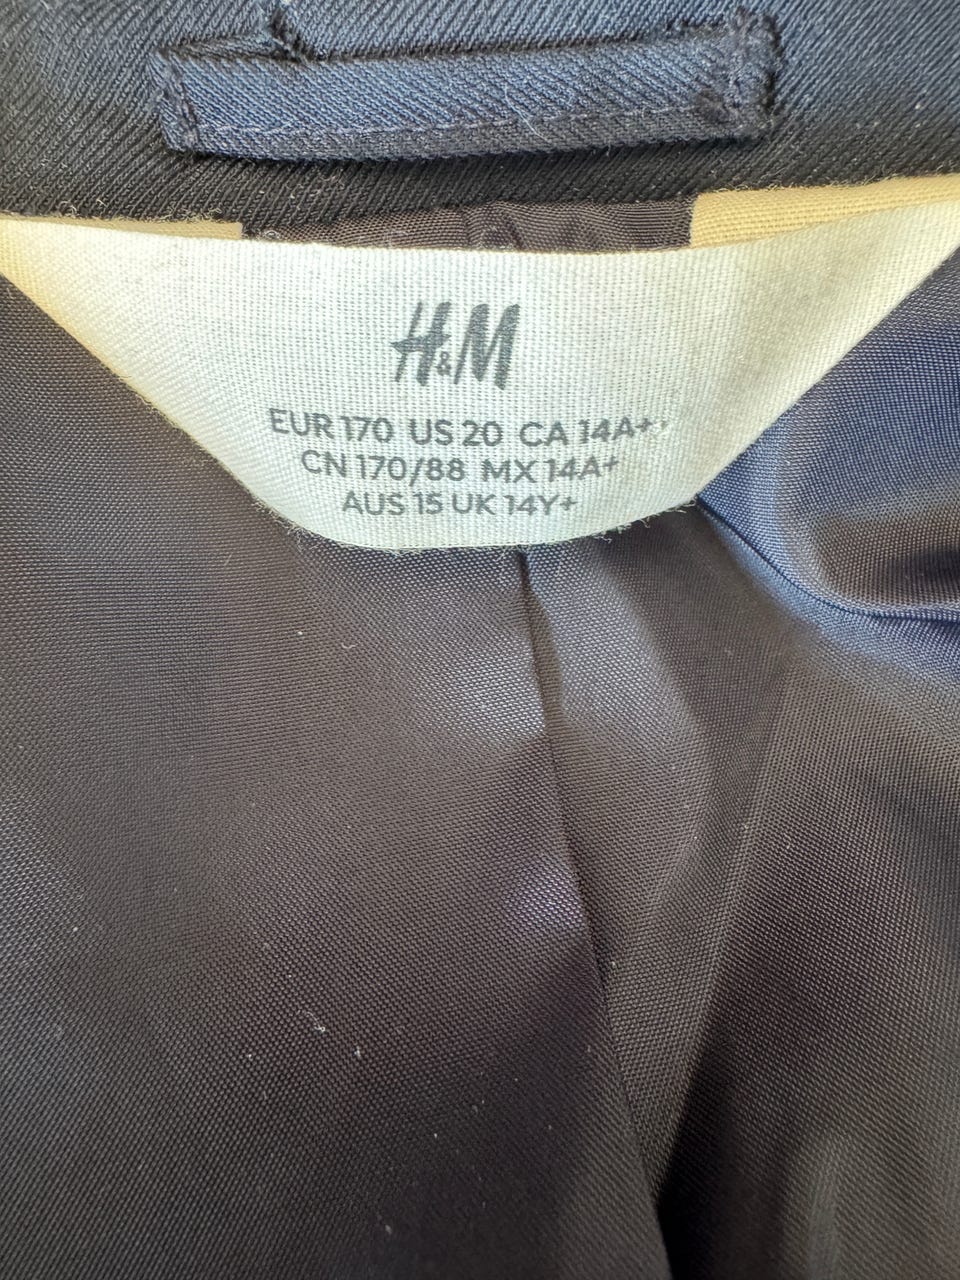 H&M
EUR 170 US 20 CA 14A+
CN 170/88 MX 14A+
AUS 15 UK 14Y+